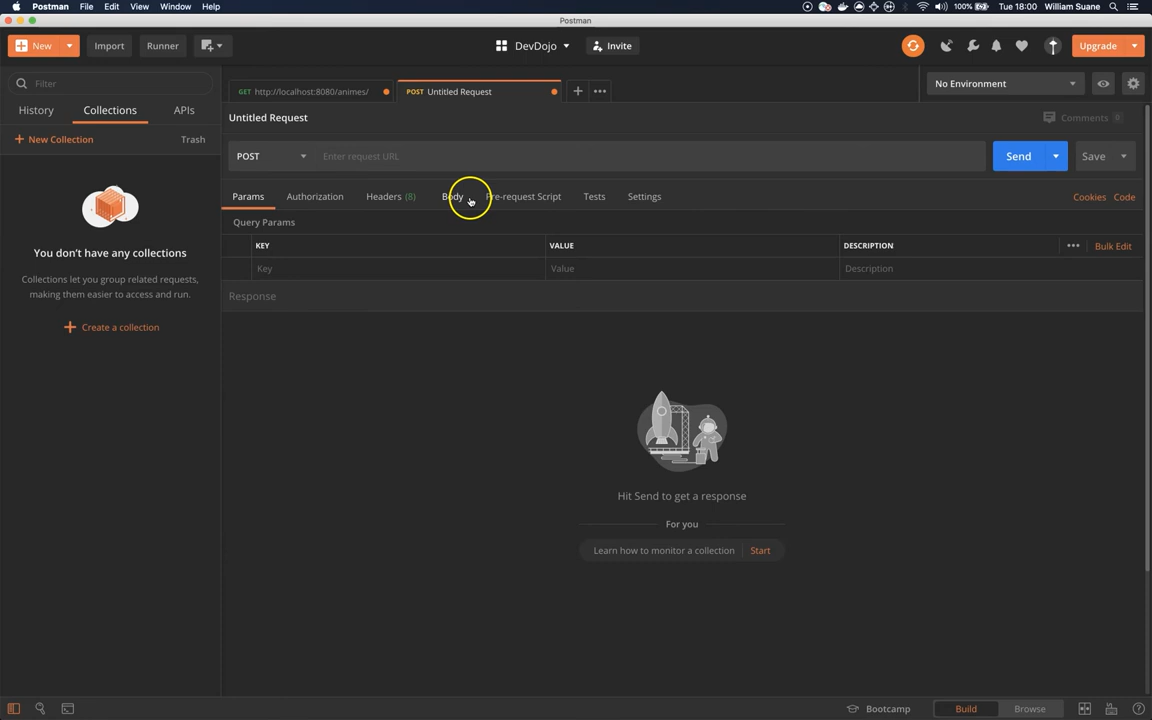 Postman File Edit View Window Help
100% Tue 18:00 William Suane
Postman
New Import Runner DevDojo Invite Upgrade
Filter
History Collections APIs
New Collection Trash
You don't have any collections
Collections let you group related requests,
making them easier to access and run.
Create a collection
GET http://localhost:8080/animes/ POST Untitled Request
No Environment
Untitled Request
Comments 0
POST Enter request URL Send Save
Params Authorization Headers (8) Body Pre-request Script Tests Settings Cookies Code
Query Params
KEY VALUE DESCRIPTION Bulk Edit
Key Value Description
Response
Hit Send to get a response
For you
Learn how to monitor a collection Start
Bootcamp Build Browse